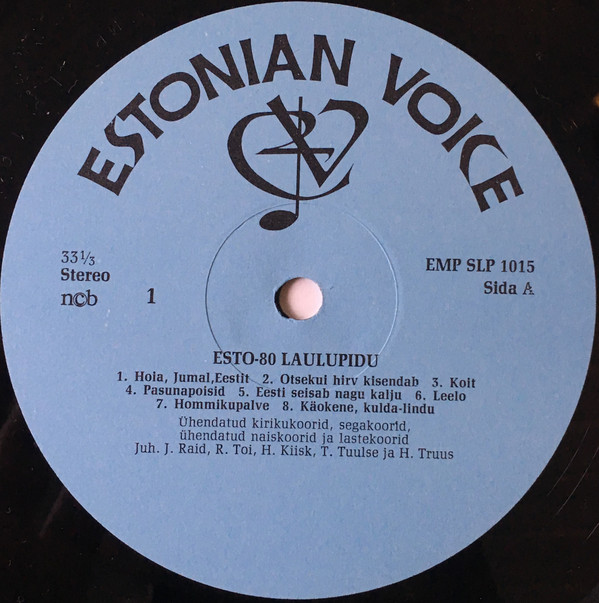 ESTONIAN VOICE
33⅓
Stereo
n©b
1
EMP SLP 1015
Sida A
ESTO-80 LAULUPIDU
1. Hoia, Jumal,Eestit 2. Otsekui hirv kisendab 3. Koit
4. Pasunapoisid 5. Eesti seisab nagu kalju 6. Leelo
7. Hommikupalve 8. Käokene, kulda-lindu
Ühendatud kirikukoorid, segakoorid,
ühendatud naiskoorid ja lastekoorid
Juh. J. Raid, R. Toi, H. Kiisk, T. Tuulse ja H. Truus